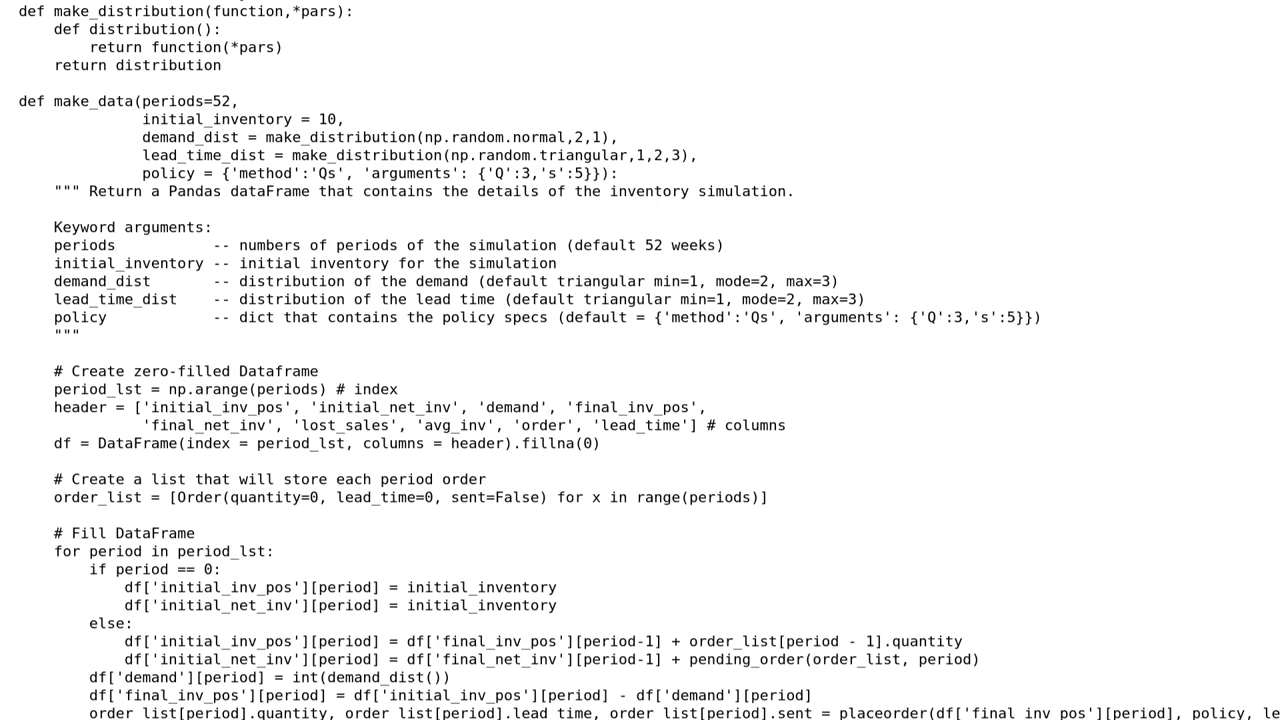 def make_distribution(function,*pars):
    def distribution():
        return function(*pars)
    return distribution

def make_data(periods=52,
              initial_inventory = 10,
              demand_dist = make_distribution(np.random.normal,2,1),
              lead_time_dist = make_distribution(np.random.triangular,1,2,3),
              policy = {'method':'Qs', 'arguments': {'Q':3,'s':5}}):
    """ Return a Pandas dataFrame that contains the details of the inventory simulation.

    Keyword arguments:
    periods           -- numbers of periods of the simulation (default 52 weeks)
    initial_inventory -- initial inventory for the simulation
    demand_dist       -- distribution of the demand (default triangular min=1, mode=2, max=3)
    lead_time_dist    -- distribution of the lead time (default triangular min=1, mode=2, max=3)
    policy            -- dict that contains the policy specs (default = {'method':'Qs', 'arguments': {'Q':3,'s':5}})
    """

    # Create zero-filled Dataframe
    period_lst = np.arange(periods) # index
    header = ['initial_inv_pos', 'initial_net_inv', 'demand', 'final_inv_pos',
              'final_net_inv', 'lost_sales', 'avg_inv', 'order', 'lead_time'] # columns
    df = DataFrame(index = period_lst, columns = header).fillna(0)

    # Create a list that will store each period order
    order_list = [Order(quantity=0, lead_time=0, sent=False) for x in range(periods)]

    # Fill DataFrame
    for period in period_lst:
        if period == 0:
            df['initial_inv_pos'][period] = initial_inventory
            df['initial_net_inv'][period] = initial_inventory
        else:
            df['initial_inv_pos'][period] = df['final_inv_pos'][period-1] + order_list[period - 1].quantity
            df['initial_net_inv'][period] = df['final_net_inv'][period-1] + pending_order(order_list, period)
        df['demand'][period] = int(demand_dist())
        df['final_inv_pos'][period] = df['initial_inv_pos'][period] - df['demand'][period]
        order_list[period].quantity, order_list[period].lead_time, order_list[period].sent = placeorder(df['final_inv_pos'][period], policy, le